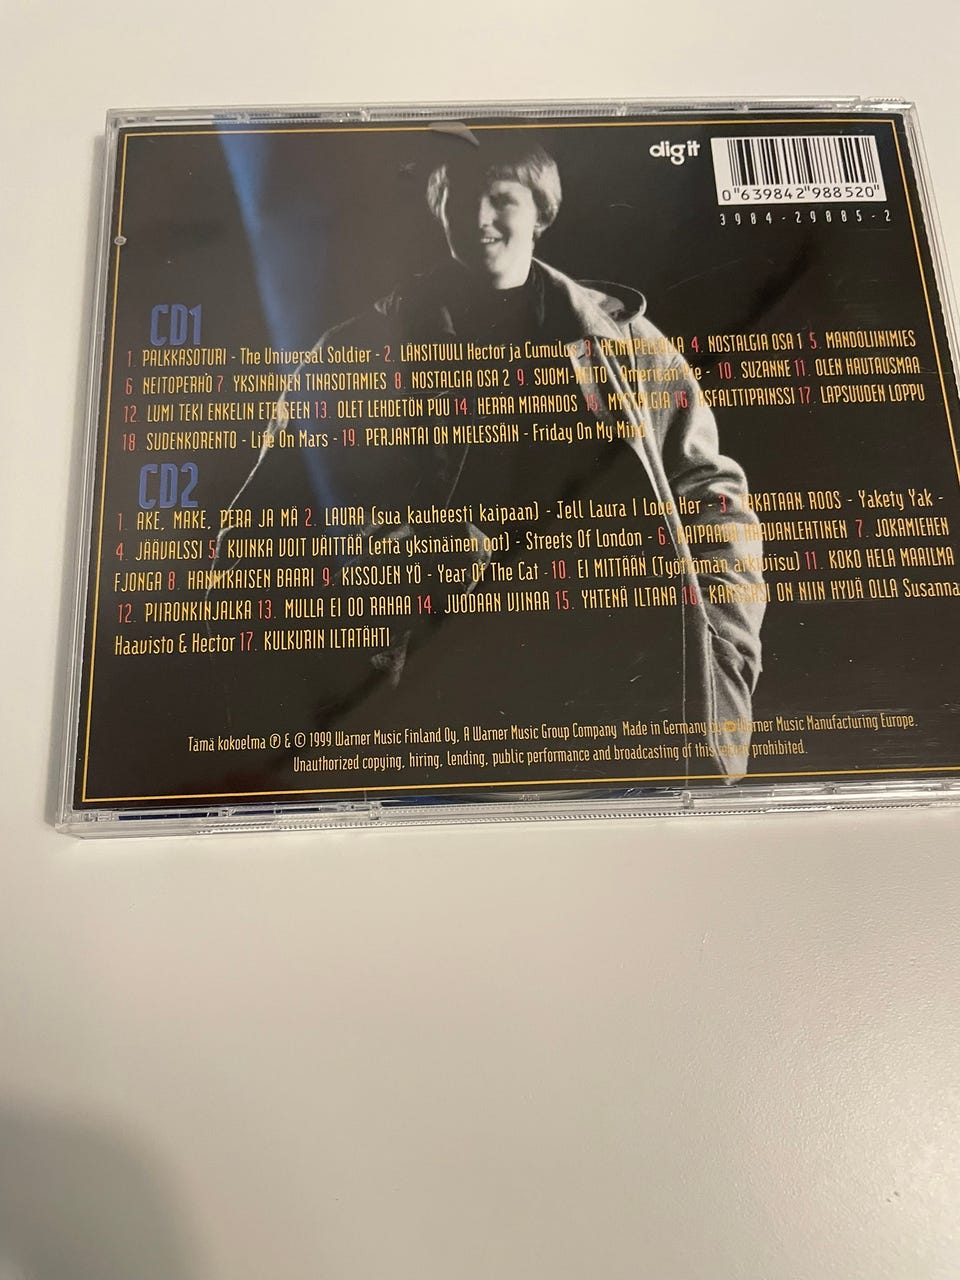 dig it
0 639842 988520
3984-29885-2
CD1
1. PALKKASOTURI - The Universal Soldier - 2. LÄNSITUULI Hector ja Cumulus 3. HEINÄPELLOLLA 4. NOSTALGIA OSA 1 5. MANDOLIINIMIES
6 NEITOPERHO 7. YKSINÄINEN TINASOTAMIES 8. NOSTALGIA OSA 2 9. SUOMI-NEITO - American Pie - 10. SUZANNE 11. OLEN HAUTAUSMAA
12. LUMI TEKI ENKELIN ETEISEEN 13. OLET LEHDETÖN PUU 14. HERRA MIRANDOS 15. MYSTALGIA 16. ASFALTTIPRINSSI 17. LAPSUUDEN LOPPU
18. SUDENKORENTO - Life On Mars - 19. PERJANTAI ON MIELESSÄIN - Friday On My Mind -
CD2
1. ÅKE, MAKE, PERA JA MÄ 2. LAURA (sua kauheesti kaipaan) - Jell Laura I Love Her - 3. JAKATAAN ROOS - Yakety Yak -
4. JÄÄVALSSI 5. KUINKA VOIT VÄITTÄÄ (että yksinäinen oot) - Streets Of London - 6. KAIPAAVA HAAVANLEHTINEN 7. JOKAMIEHEN
FJONGA 8. HANNIKAISEN BAARI 9. KISSOJEN YÖ - Year Of The Cat - 10. EI MITTÄÄN (Työttömän arkiviisu) 11. KOKO HELA MAAILMA
12. PIIRONKINJALKA 13. MULLA EI OO RAHAA 14. JUODAAN VIINAA 15. YHTENÄ ILTANA 16. KANSSASI ON NIIN HYVÄ OLLA Susanna
Haavisto & Hector 17. KULKURIN ILTATÄHTI
Tämä kokoelma ℗ & © 1999 Warner Music Finland Oy, A Warner Music Group Company Made in Germany by Warner Music Manufacturing Europe.
Unauthorized copying, hiring, lending, public performance and broadcasting of this record prohibited.